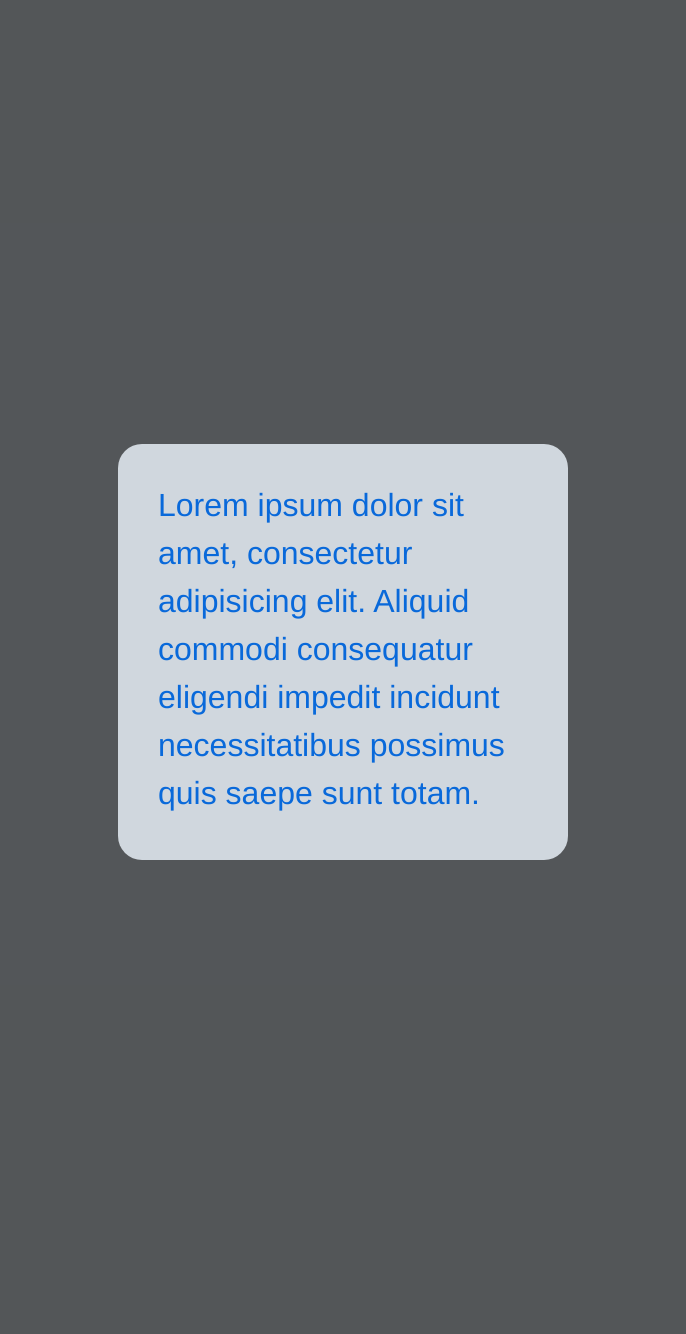 Lorem ipsum dolor sit
amet, consectetur
adipisicing elit. Aliquid
commodi consequatur
eligendi impedit incidunt
necessitatibus possimus
quis saepe sunt totam.